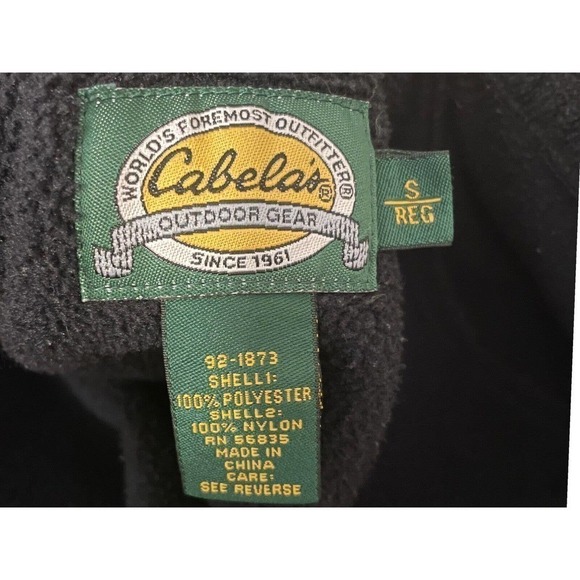 WORLD'S FOREMOST OUTFITTER®
Cabela's®
OUTDOOR GEAR
SINCE 1961
S
REG
92-1873
SHELL1:
100% POLYESTER
SHELL2:
100% NYLON
RN 56835
MADE IN
CHINA
CARE:
SEE REVERSE